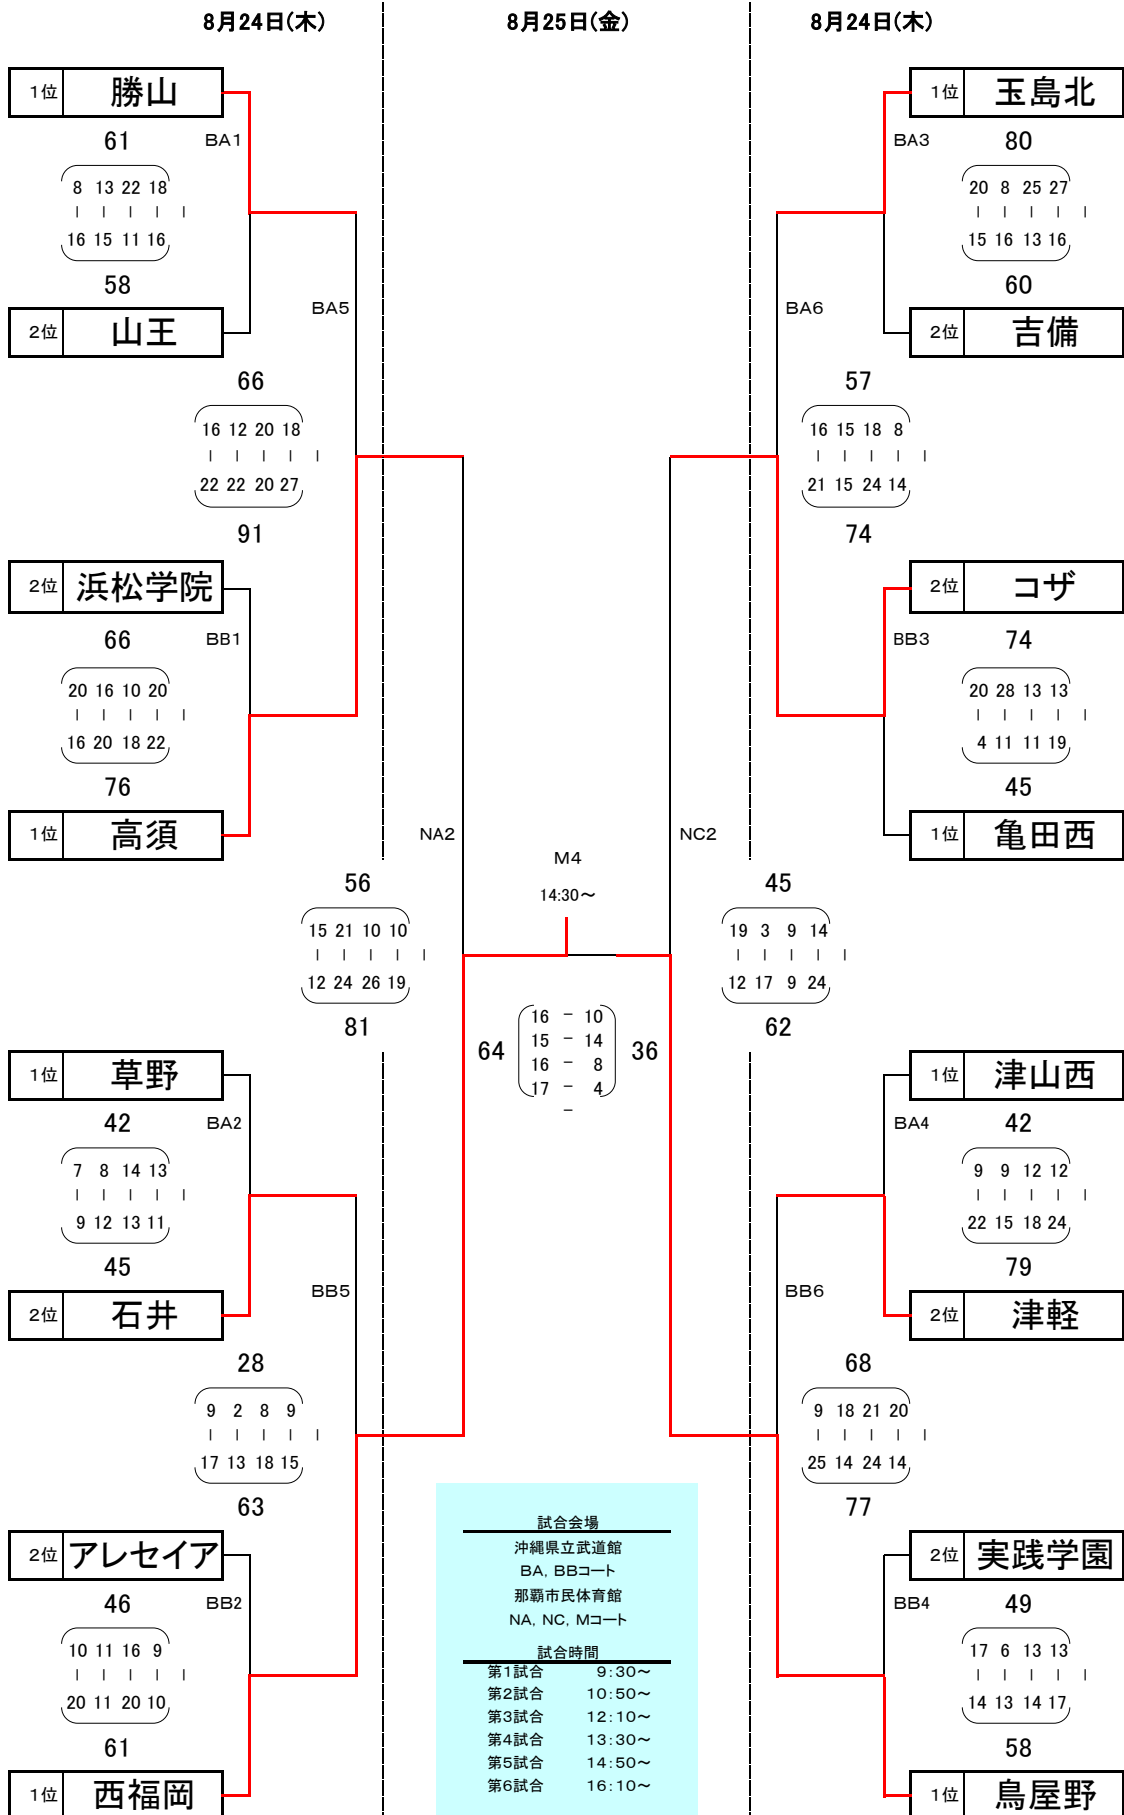 8月24日(木) 8月25日(金) 8月24日(木)
1位 勝山
61
BA1
8 13 22 18
| | | | |
16 15 11 16
58
2位 山王
BA5
66
16 12 20 18
| | | | |
22 22 20 27
91
2位 浜松学院
66
BB1
20 16 10 20
| | | | |
16 20 18 22
76
1位 高須
NA2
56
15 21 10 10
| | | | |
12 24 26 19
81
1位 草野
42
BA2
7 8 14 13
| | | | |
9 12 13 11
45
2位 石井
BB5
28
9 2 8 9
| | | | |
17 13 18 15
63
2位 アレセイア
46
BB2
10 11 16 9
| | | | |
20 11 20 10
61
1位 西福岡
M4
14:30～
64
16 - 10
15 - 14
16 - 8
17 - 4
-
36
試合会場
沖縄県立武道館
BA, BBコート
那覇市民体育館
NA, NC, Mコート
試合時間
第1試合 9:30～
第2試合 10:50～
第3試合 12:10～
第4試合 13:30～
第5試合 14:50～
第6試合 16:10～
1位 玉島北
BA3
80
20 8 25 27
| | | | |
15 16 13 16
60
2位 吉備
BA6
57
16 15 18 8
| | | | |
21 15 24 14
74
2位 コザ
BB3
74
20 28 13 13
| | | | |
4 11 11 19
45
1位 亀田西
NC2
45
19 3 9 14
| | | | |
12 17 9 24
62
1位 津山西
BA4
42
9 9 12 12
| | | | |
22 15 18 24
79
2位 津軽
BB6
68
9 18 21 20
| | | | |
25 14 24 14
77
2位 実践学園
BB4
49
17 6 13 13
| | | | |
14 13 14 17
58
1位 鳥屋野